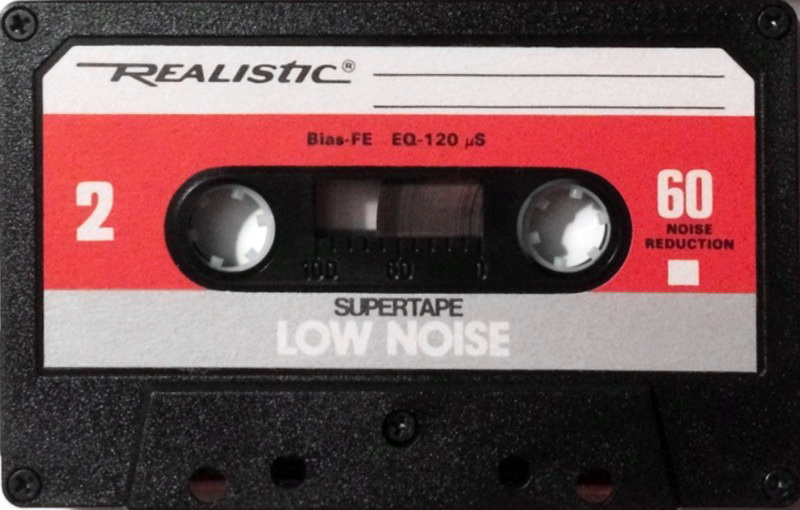 REALISTIC®
Bias-FE EQ-120 µS
2
60
NOISE
REDUCTION
100 50 0
SUPERTAPE
LOW NOISE